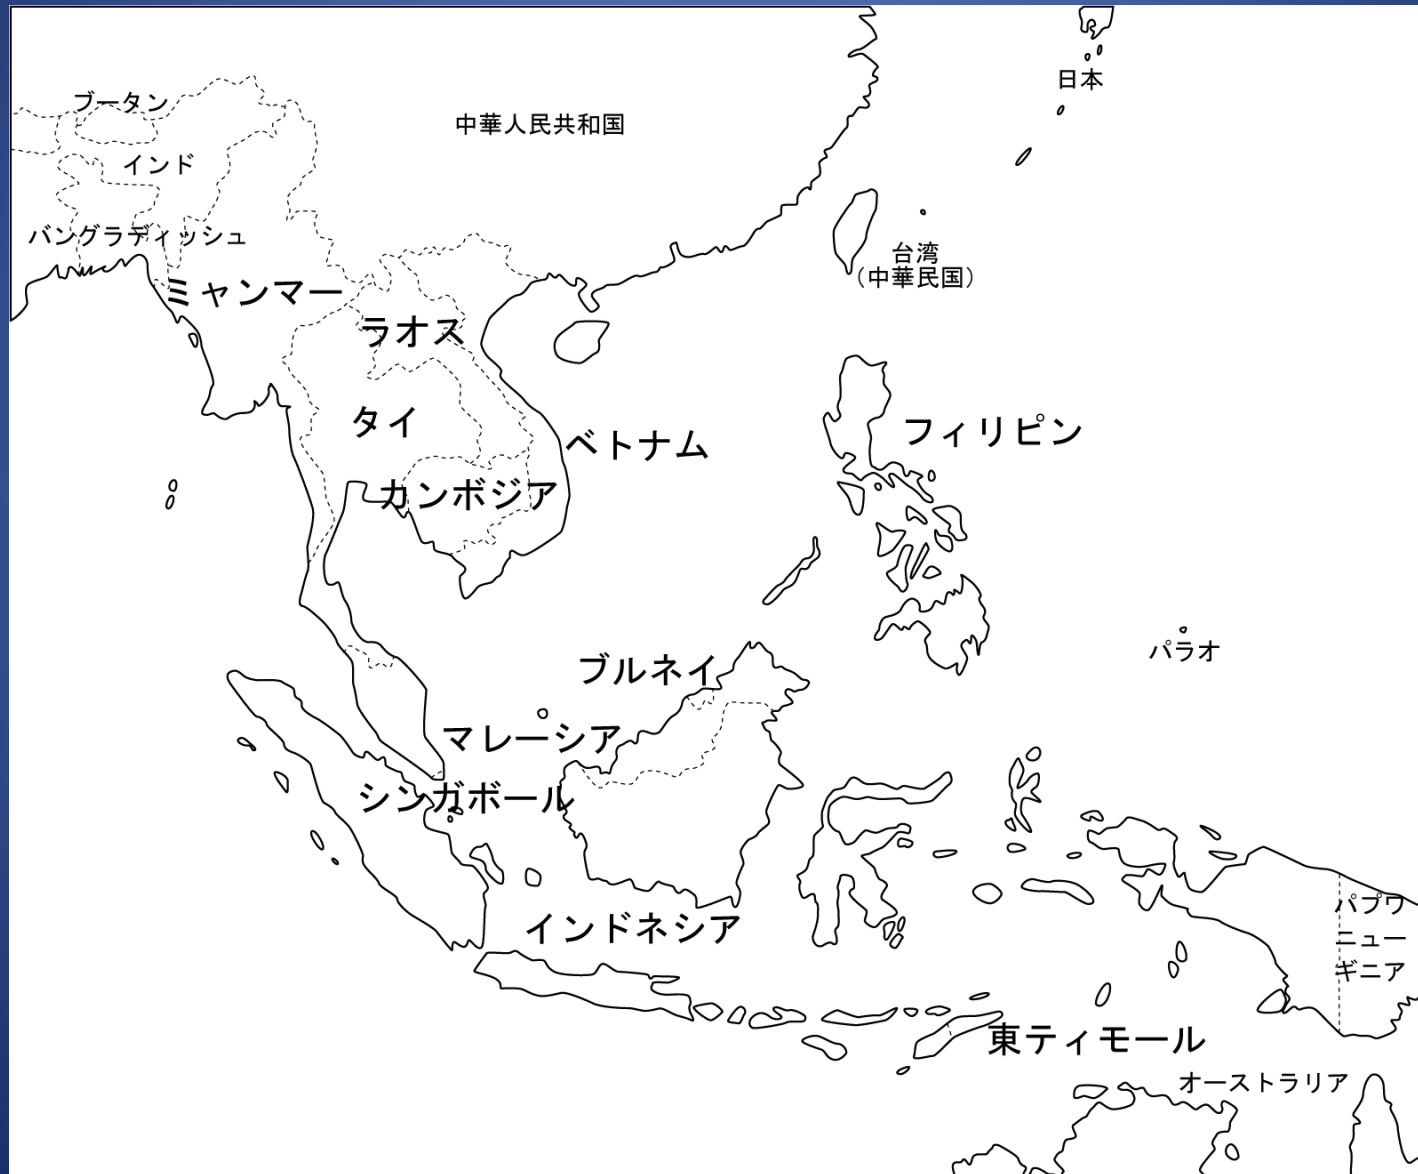 日本
ブータン
中華人民共和国
インド
バングラディッシュ
台湾
（中華民国）
ミャンマー
ラオス
タイ
フィリピン
ベトナム
カンボジア
パラオ
ブルネイ
マレーシア
シンガポール
パプワ
ニュー
ギニア
インドネシア
東ティモール
オーストラリア